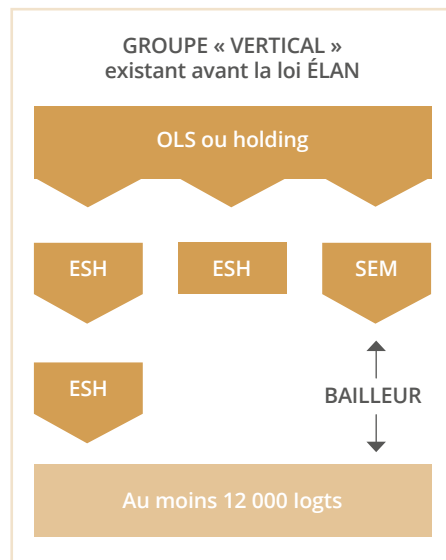 GROUPE « VERTICAL »
existant avant la loi ÉLAN
OLS ou holding
ESH
ESH
SEM
ESH
BAILLEUR
Au moins 12 000 logts